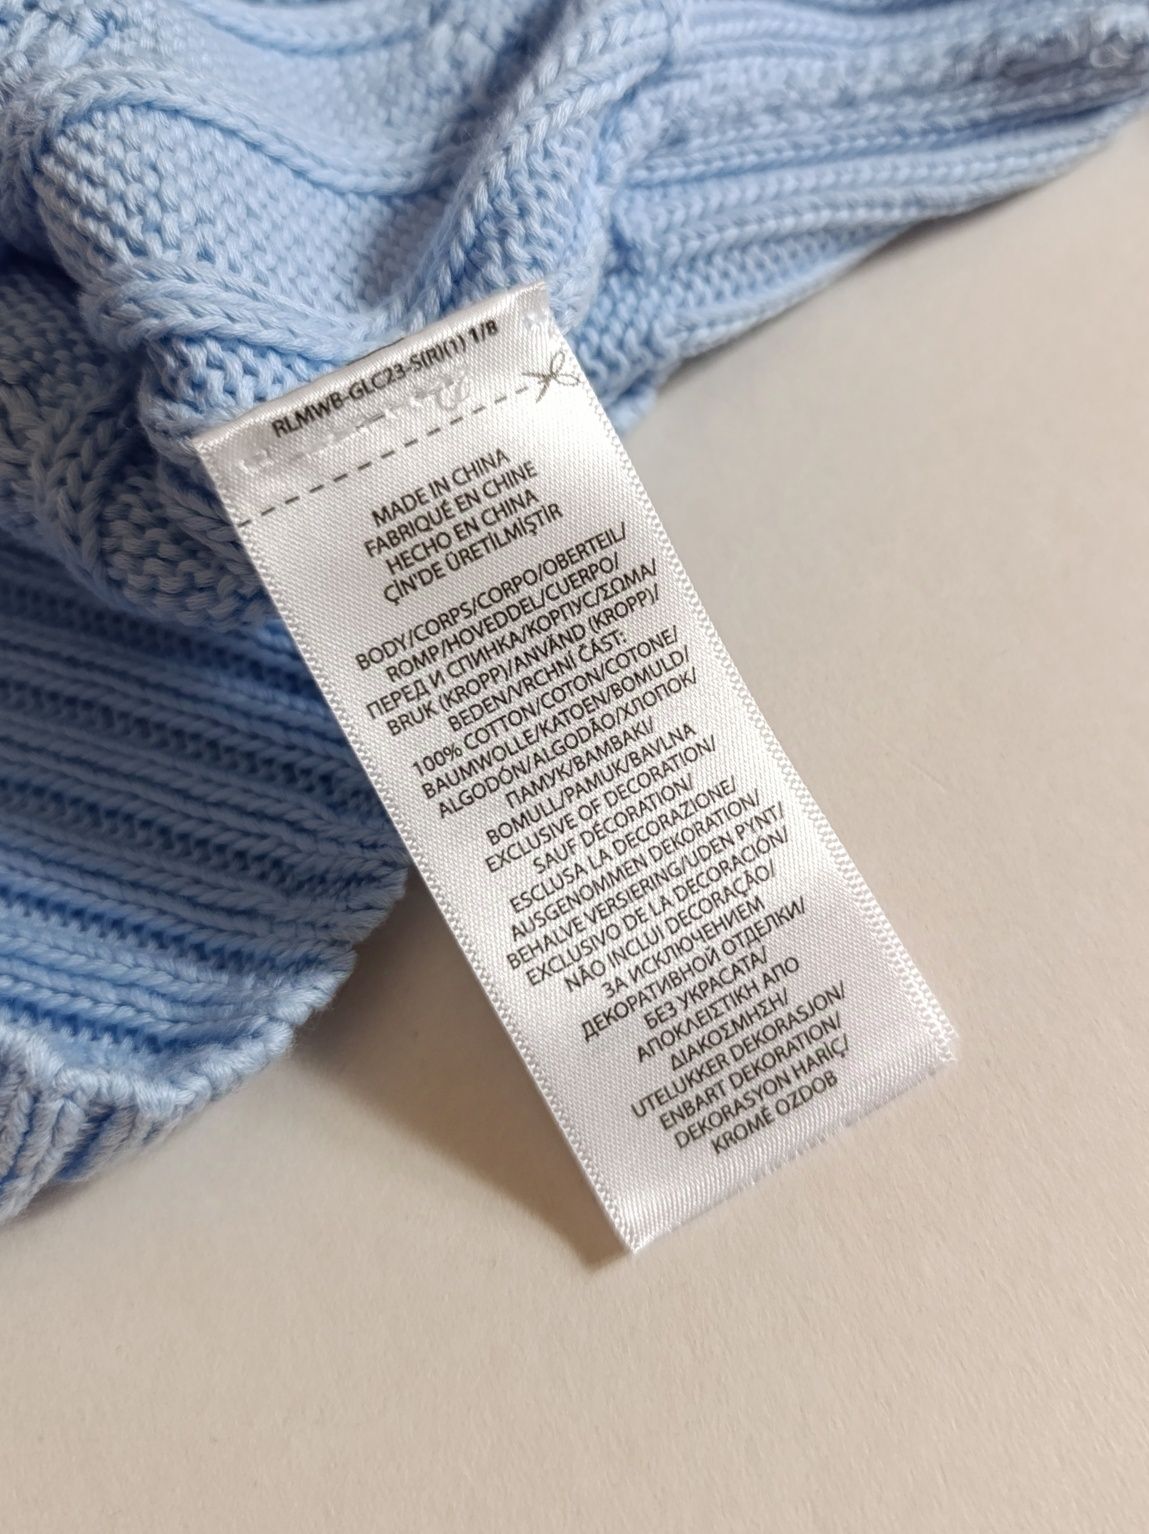 RLMWB-GLC23-S(R)(1) 1/8
MADE IN CHINA
FABRIQUÉ EN CHINE
HECHO EN CHINA
ÇİN'DE ÜRETİLMİŞTİR
BODY/CORPS/CORPO/OBERTEIL/
ROMP/HOVEDDEL/CUERPO/
ПЕРЕД И СПИНКА/КОРПУС/ΣΩΜΑ/
BRUK (KROPP)/ANVÄND (KROPP)/
BEDEN/VRCHNÍ ČÁST:
100% COTTON/COTON/COTONE/
BAUMWOLLE/KATOEN/BOMULD/
ALGODÓN/ALGODÃO/ХЛОПОК/
ПАМУК/ΒΑΜΒΑΚΙ/
BOMULL/PAMUK/BAVLNA
EXCLUSIVE OF DECORATION/
SAUF DÉCORATION/
ESCLUSA LA DECORAZIONE/
AUSGENOMMEN DEKORATION/
BEHALVE VERSIERING/UDEN PYNT/
EXCLUSIVO DE LA DECORACIÓN/
NÃO INCLUI DECORAÇÃO/
ЗА ИСКЛЮЧЕНИЕМ
ДЕКОРАТИВНОЙ ОТДЕЛКИ/
БЕЗ УКРАСАТА/
ΑΠΟΚΛΕΙΣΤΙΚΗ ΑΠΟ
ΔΙΑΚΟΣΜΗΣΗ/
UTELUKKER DEKORASJON/
ENBART DEKORATION/
DEKORASYON HARİÇ/
KROMĚ OZDOB